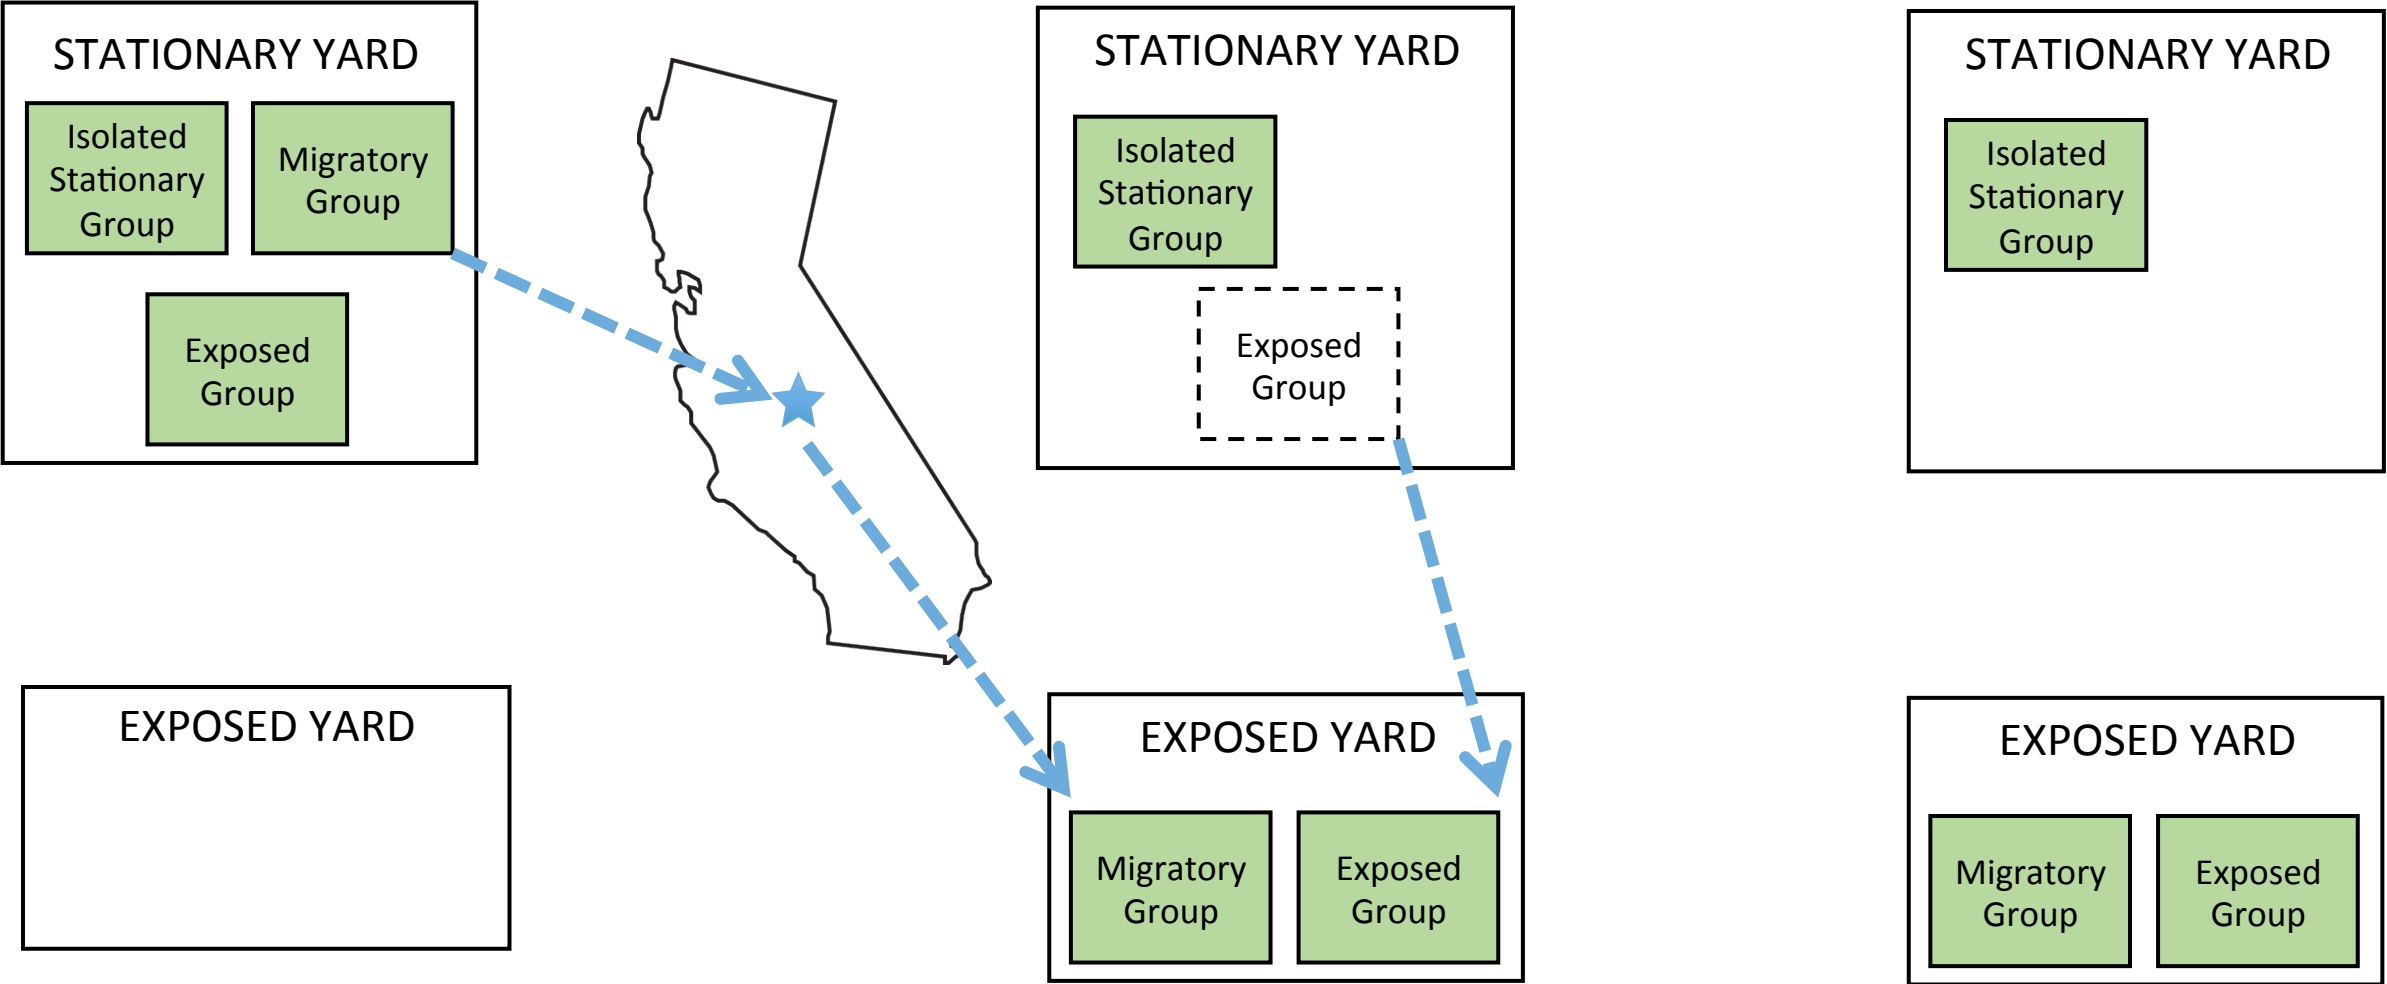 STATIONARY YARD
Isolated
Stationary
Group
Migratory
Group
Exposed
Group
EXPOSED YARD
STATIONARY YARD
Isolated
Stationary
Group
Exposed
Group
EXPOSED YARD
Migratory
Group
Exposed
Group
STATIONARY YARD
Isolated
Stationary
Group
EXPOSED YARD
Migratory
Group
Exposed
Group